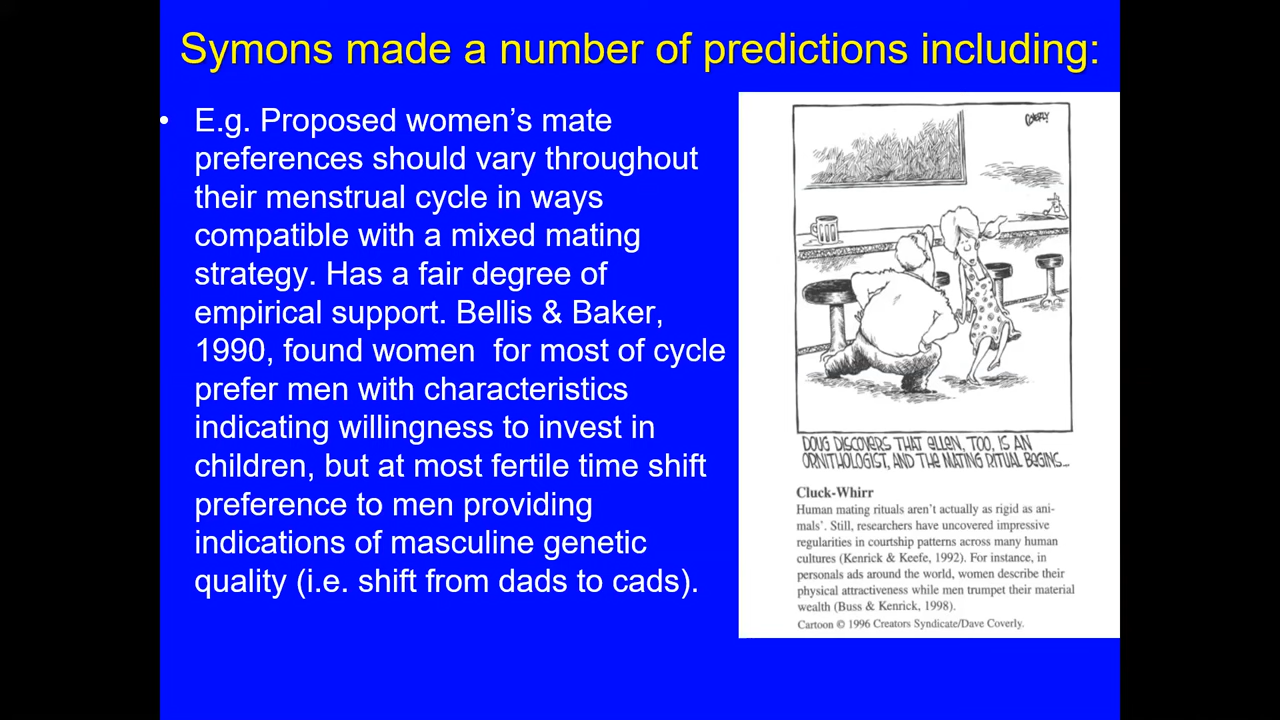 Symons made a number of predictions including:
• E.g. Proposed women's mate
preferences should vary throughout
their menstrual cycle in ways
compatible with a mixed mating
strategy. Has a fair degree of
empirical support. Bellis & Baker,
1990, found women  for most of cycle
prefer men with characteristics
indicating willingness to invest in
children, but at most fertile time shift
preference to men providing
indications of masculine genetic
quality (i.e. shift from dads to cads).
COVERLY
DOUG DISCOVERS THAT ELLEN, TOO, IS AN
ORNITHOLOGIST, AND THE MATING RITUAL BEGINS...
Cluck-Whirr
Human mating rituals aren't actually as rigid as ani-
mals'. Still, researchers have uncovered impressive
regularities in courtship patterns across many human
cultures (Kenrick & Keefe, 1992). For instance, in
personals ads around the world, women describe their
physical attractiveness while men trumpet their material
wealth (Buss & Kenrick, 1998).
Cartoon © 1996 Creators Syndicate/Dave Coverly.